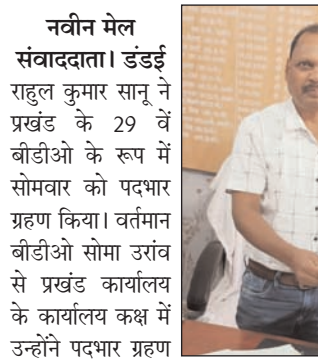 नवीन मेल
संवाददाता। डंडई
राहुल कुमार सानू ने
प्रखंड के 29 वें
बीडीओ के रूप में
सोमवार को पदभार
ग्रहण किया। वर्तमान
बीडीओ सोमा उरांव
से प्रखंड कार्यालय
के कार्यालय कक्ष में
उन्होंने पदभार ग्रहण